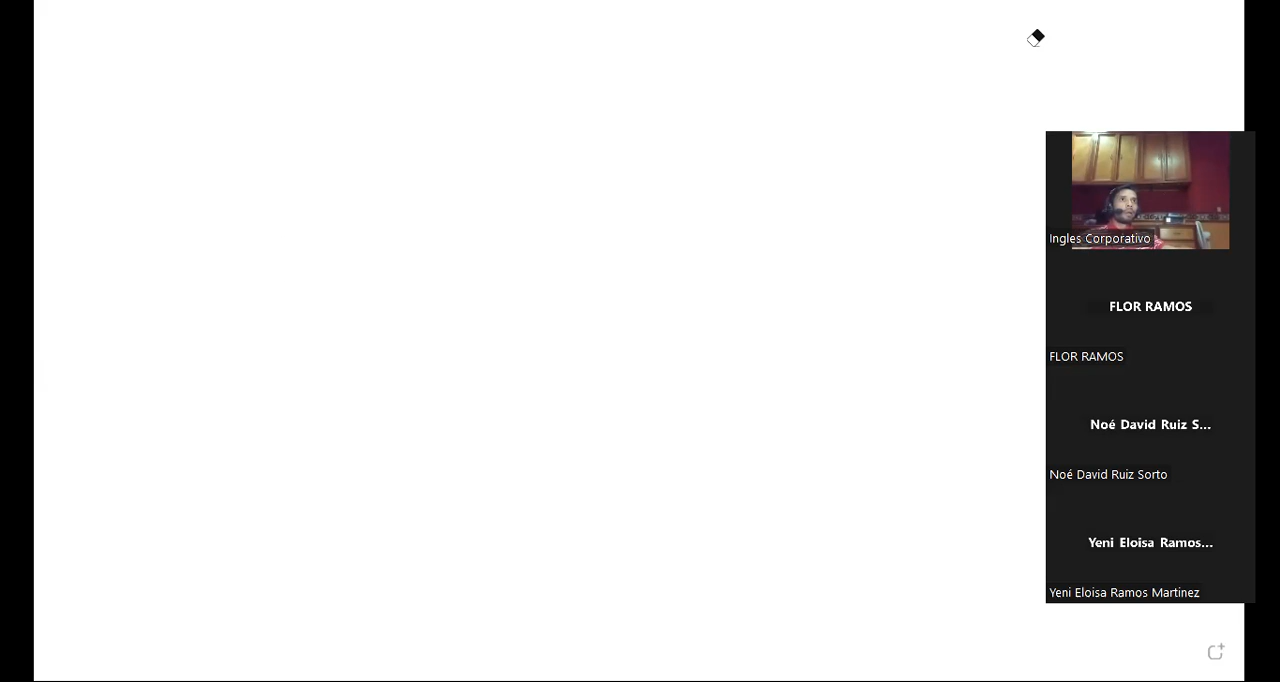 Ingles Corporativo
FLOR RAMOS
FLOR RAMOS
Noé David Ruiz S...
Noé David Ruiz Sorto
Yeni Eloisa Ramos...
Yeni Eloisa Ramos Martinez